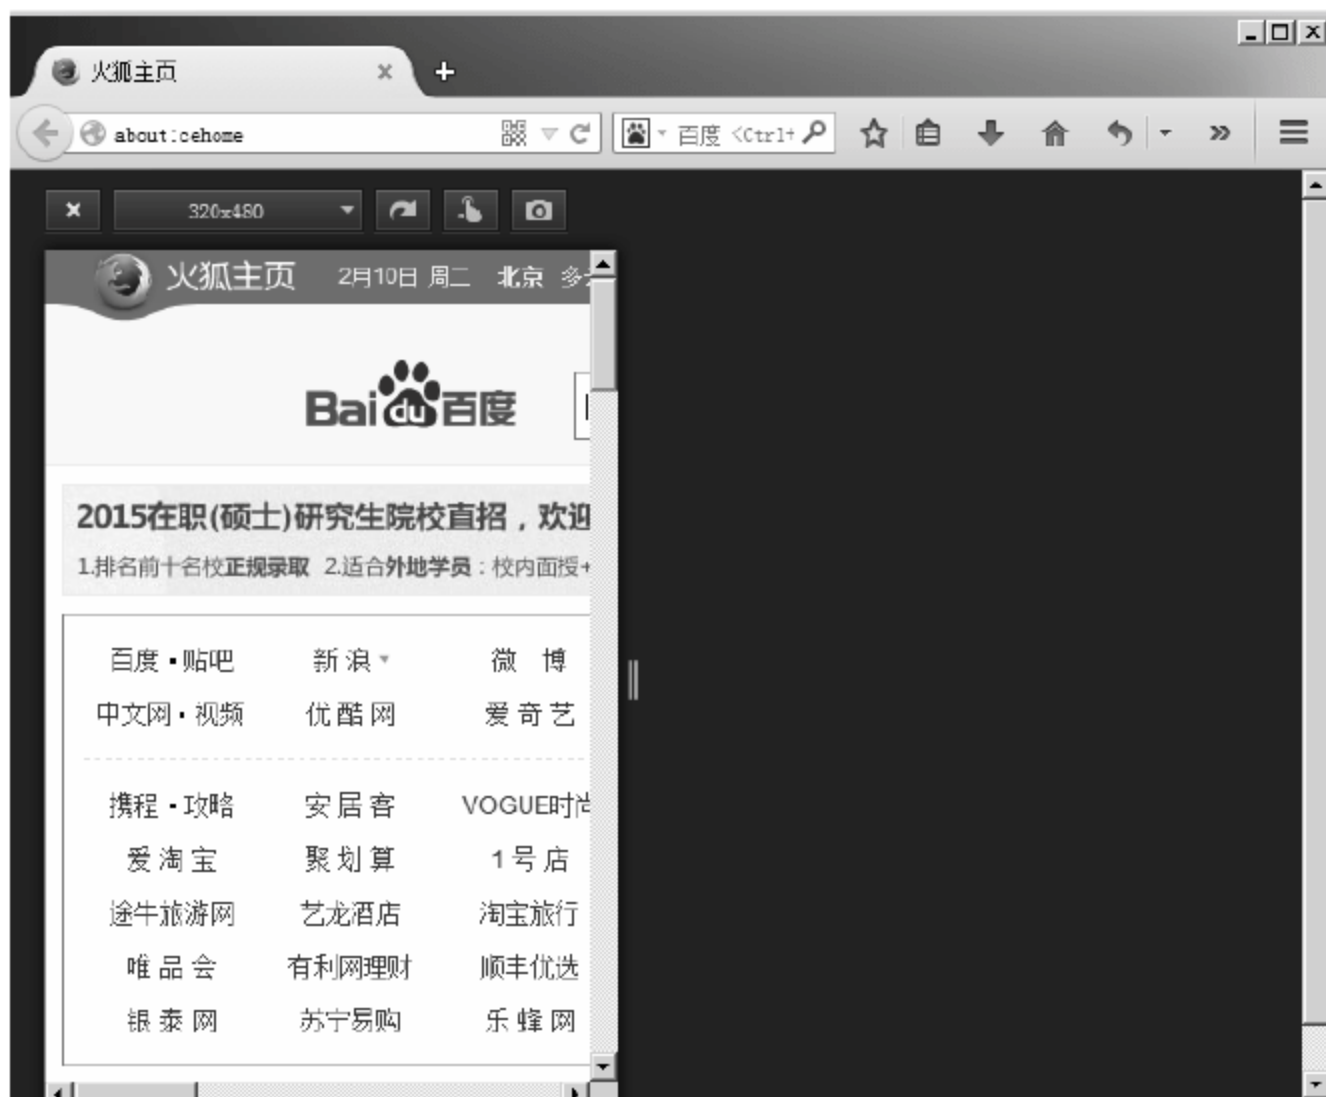 火狐主页
about:cehome
百度 <Ctrl+
320x480
火狐主页 2月10日 周二 北京 多
Baidu百度
2015在职(硕士)研究生院校直招，欢迎
1.排名前十名校正规录取 2.适合外地学员：校内面授+
百度·贴吧 新浪 微博
中文网·视频 优酷网 爱奇艺
携程·攻略 安居客 VOGUE时尚
爱淘宝 聚划算 1号店
途牛旅游网 艺龙酒店 淘宝旅行
唯品会 有利网理财 顺丰优选
银泰网 苏宁易购 乐蜂网